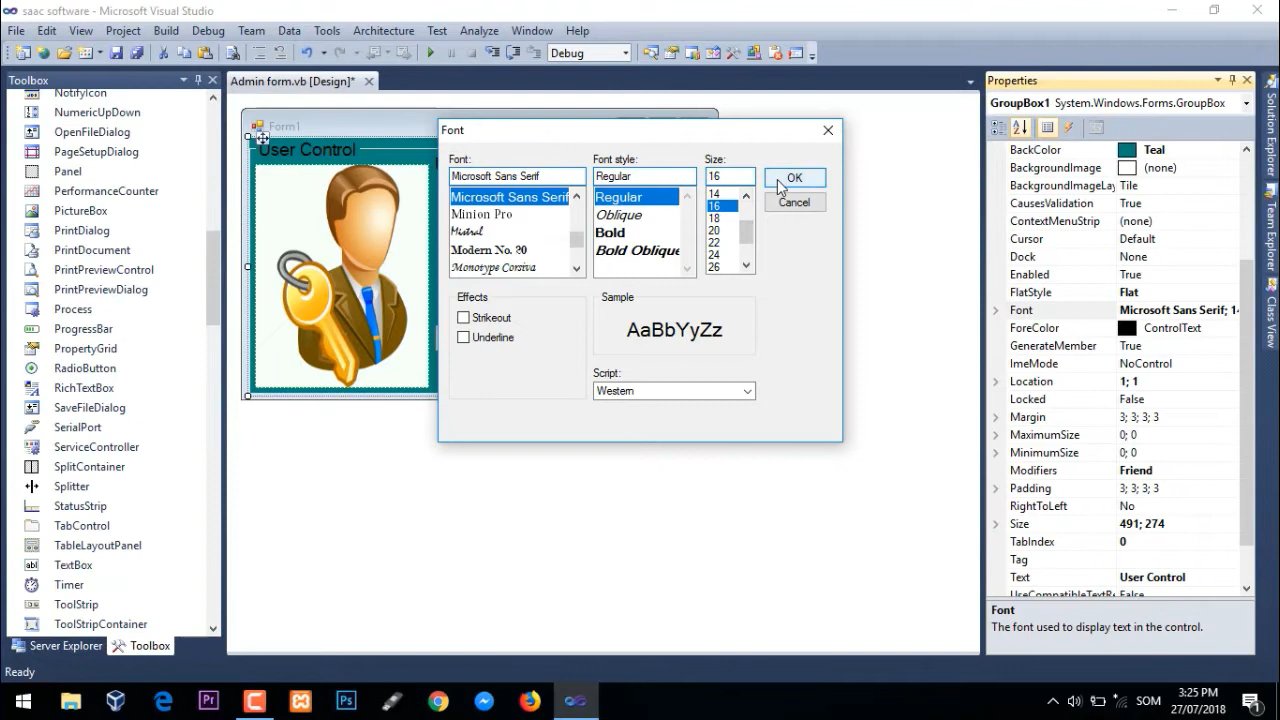 saac software - Microsoft Visual Studio
File Edit View Project Build Debug Team Data Tools Architecture Test Analyze Window Help
Debug
Toolbox
NotifyIcon
NumericUpDown
OpenFileDialog
PageSetupDialog
Panel
PerformanceCounter
PictureBox
PrintDialog
PrintDocument
PrintPreviewControl
PrintPreviewDialog
Process
ProgressBar
PropertyGrid
RadioButton
RichTextBox
SaveFileDialog
SerialPort
ServiceController
SplitContainer
Splitter
StatusStrip
TabControl
TableLayoutPanel
TextBox
Timer
ToolStrip
ToolStripContainer
Server Explorer Toolbox
Admin form.vb [Design]*
Form1
User Control
Font
Font: Font style: Size:
Microsoft Sans Serif Regular 16
Microsoft Sans Serif
Minion Pro
Mistral
Modern No. 20
Monotype Corsiva
Regular
Oblique
Bold
Bold Oblique
14
16
18
20
22
24
26
OK
Cancel
Effects
Strikeout
Underline
Sample
AaBbYyZz
Script:
Western
Properties
GroupBox1 System.Windows.Forms.GroupBox
BackColor Teal
BackgroundImage (none)
BackgroundImageLay Tile
CausesValidation True
ContextMenuStrip (none)
Cursor Default
Dock None
Enabled True
FlatStyle Flat
Font Microsoft Sans Serif; 14
ForeColor ControlText
GenerateMember True
ImeMode NoControl
Location 1; 1
Locked False
Margin 3; 3; 3; 3
MaximumSize 0; 0
MinimumSize 0; 0
Modifiers Friend
Padding 3; 3; 3; 3
RightToLeft No
Size 491; 274
TabIndex 0
Tag
Text User Control
UseCompatibleTextRe False
Font
The font used to display text in the control.
Solution Explorer
Team Explorer
Class View
Ready
SOM
3:25 PM
27/07/2018